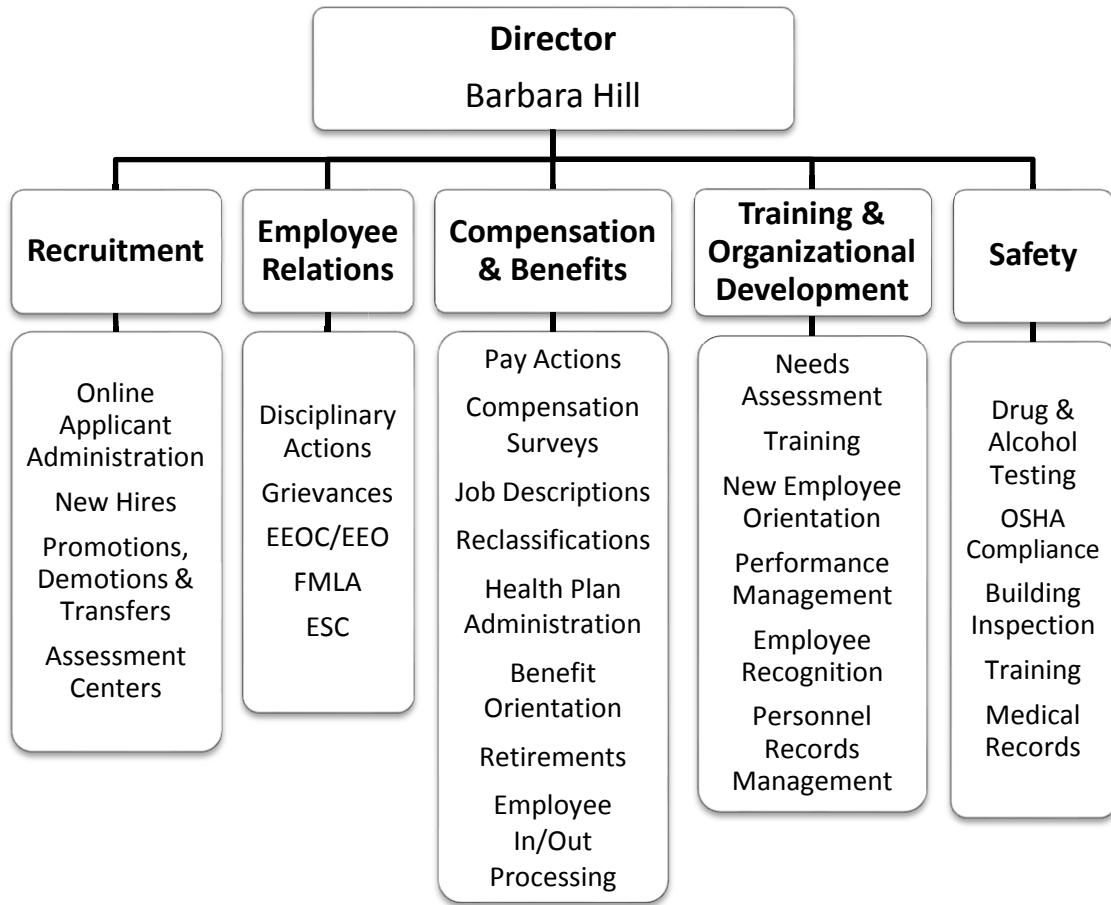 Director
Barbara Hill
Recruitment
Employee
Relations
Compensation
& Benefits
Training &
Organizational
Development
Safety
Online
Applicant
Administration
New Hires
Promotions,
Demotions &
Transfers
Assessment
Centers
Disciplinary
Actions
Grievances
EEOC/EEO
FMLA
ESC
Pay Actions
Compensation
Surveys
Job Descriptions
Reclassifications
Health Plan
Administration
Benefit
Orientation
Retirements
Employee
In/Out
Processing
Needs
Assessment
Training
New Employee
Orientation
Performance
Management
Employee
Recognition
Personnel
Records
Management
Drug &
Alcohol
Testing
OSHA
Compliance
Building
Inspection
Training
Medical
Records